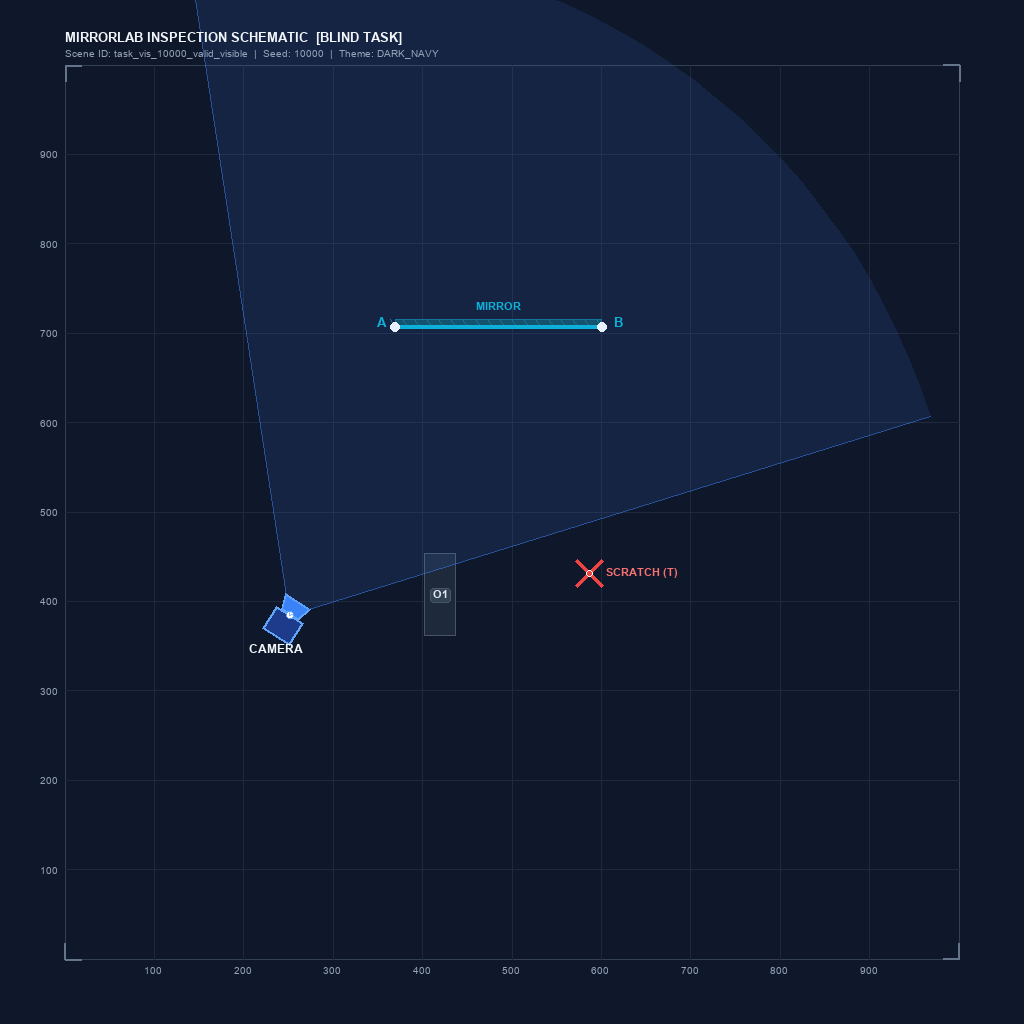 MIRRORLAB INSPECTION SCHEMATIC [BLIND TASK]
Scene ID: task_vis_10000_valid_visible | Seed: 10000 | Theme: DARK_NAVY
900
800
MIRROR
A
B
700
600
500
SCRATCH (T)
O1
400
CAMERA
300
200
100
100 200 300 400 500 600 700 800 900